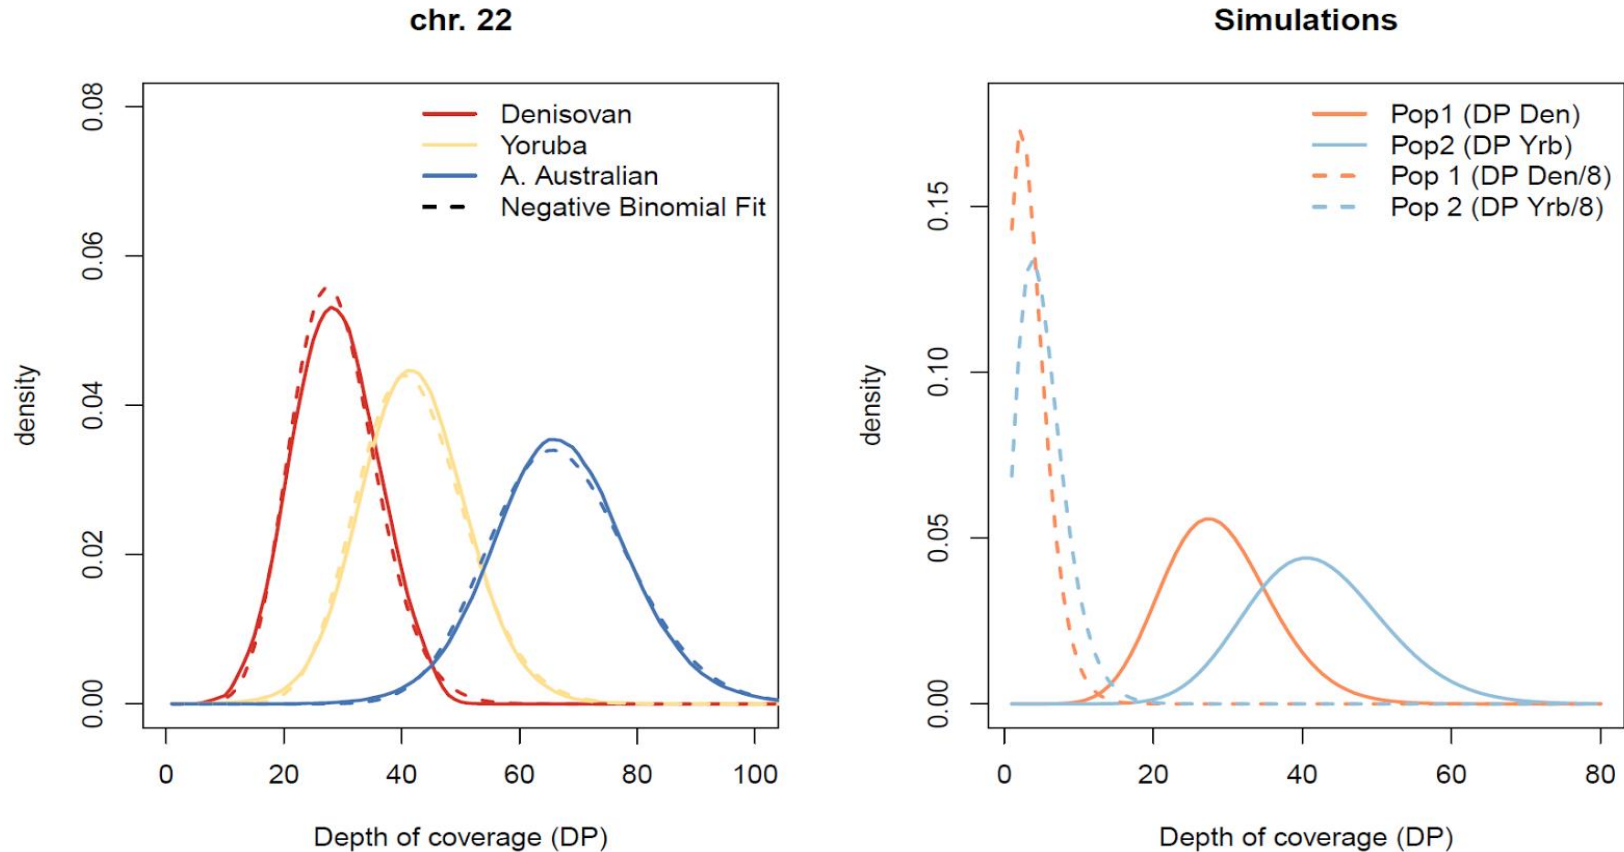 chr. 22
density
0.08
0.06
0.04
0.02
0.00
Denisovan
Yoruba
A. Australian
Negative Binomial Fit
0 20 40 60 80 100
Depth of coverage (DP)
Simulations
density
0.15
0.10
0.05
0.00
Pop1 (DP Den)
Pop2 (DP Yrb)
Pop 1 (DP Den/8)
Pop 2 (DP Yrb/8)
0 20 40 60 80
Depth of coverage (DP)